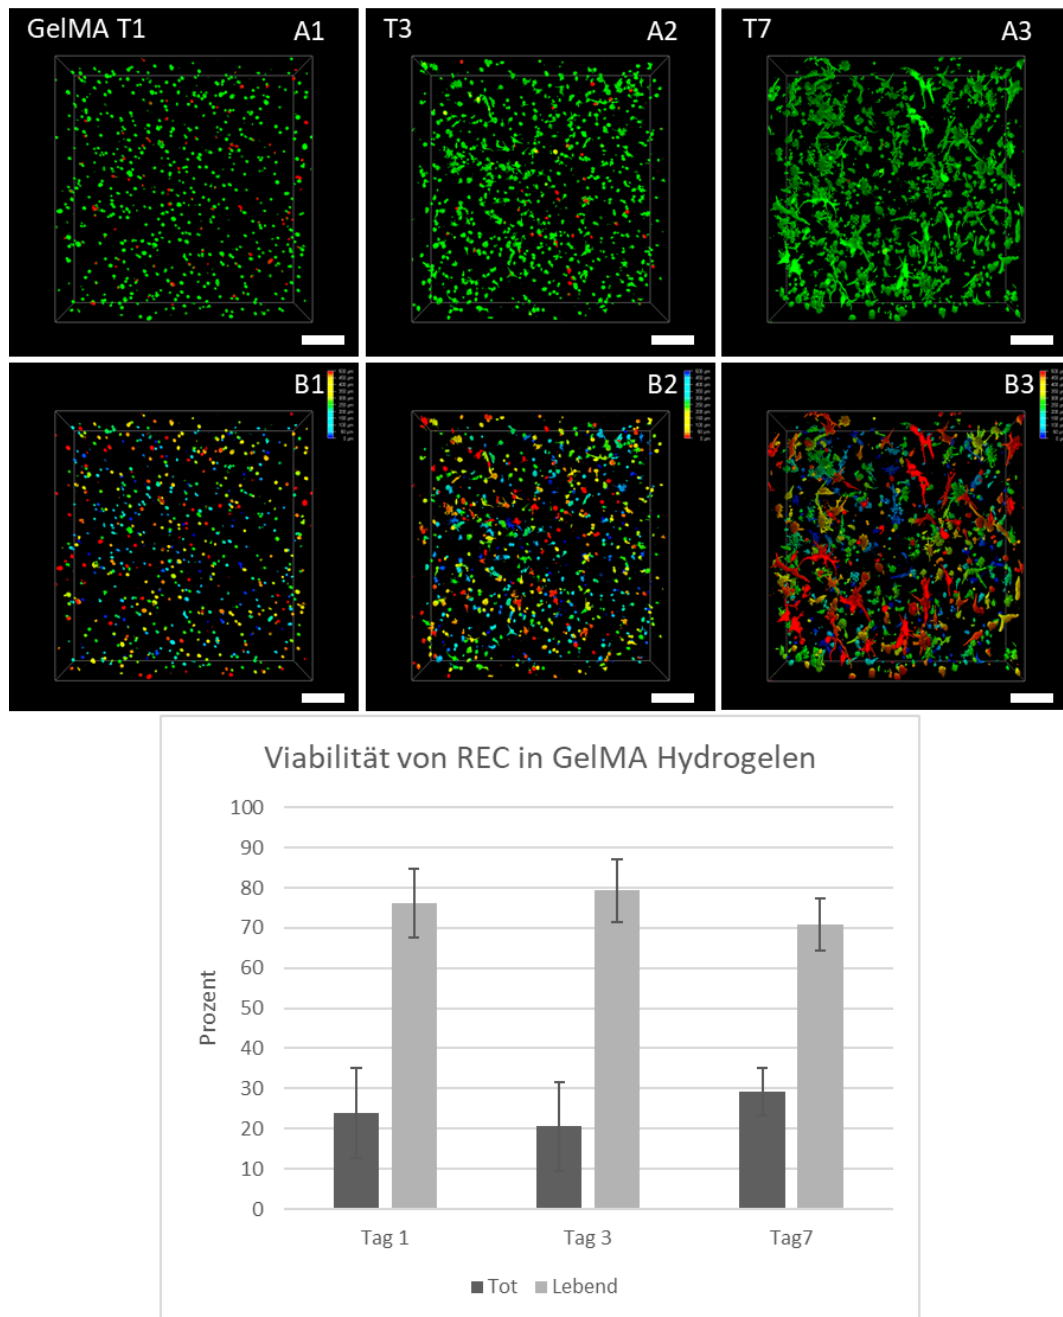 GelMA T1 A1
T3 A2
T7 A3
B1
B2
B3
Viabilität von REC in GelMA Hydrogelen
100
90
80
70
60
50
40
30
20
10
0
Prozent
Tag 1 Tag 3 Tag7
Tot Lebend